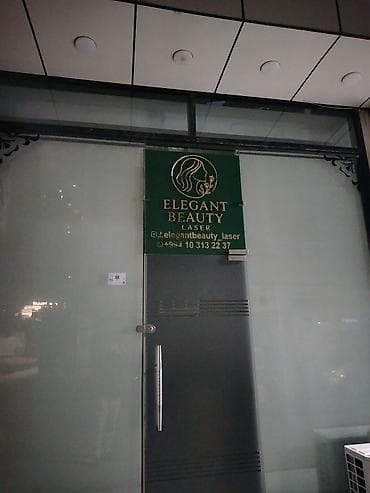 ELEGANT
BEAUTY
LASER
elegantbeauty_laser
+994 10 313 22 37